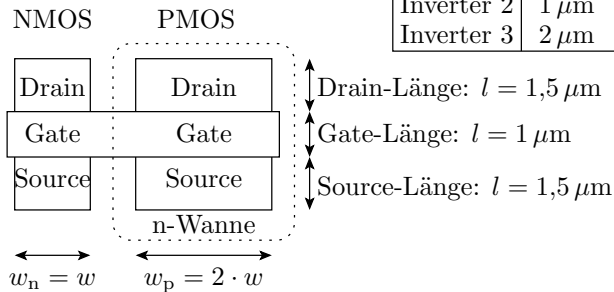 Inverter 2 1 µm
Inverter 3 2 µm
NMOS PMOS
Drain Drain
Drain-Länge: l = 1,5 µm
Gate Gate
Gate-Länge: l = 1 µm
Source Source
Source-Länge: l = 1,5 µm
n-Wanne
wn = w
wp = 2 · w